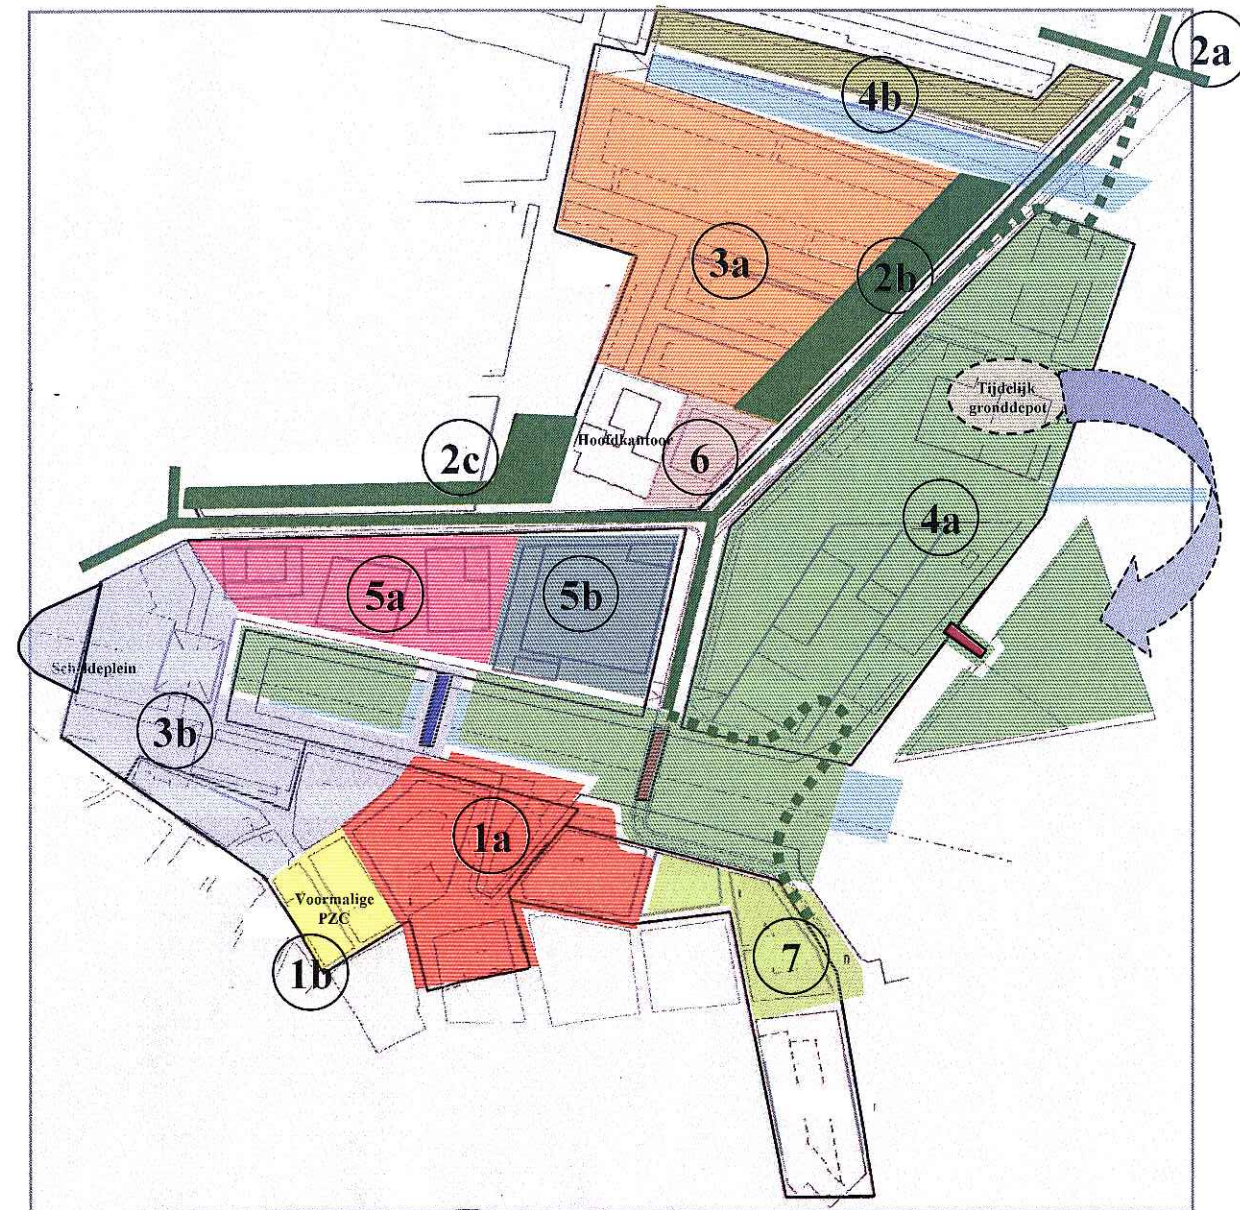 2a
4b
3a
2b
Tijdelijk
gronddepot
Hoofdkantoor
2c
6
4a
5a
5b
Scheldeplein
3b
1a
Voormalige
PZC
7
n
1b